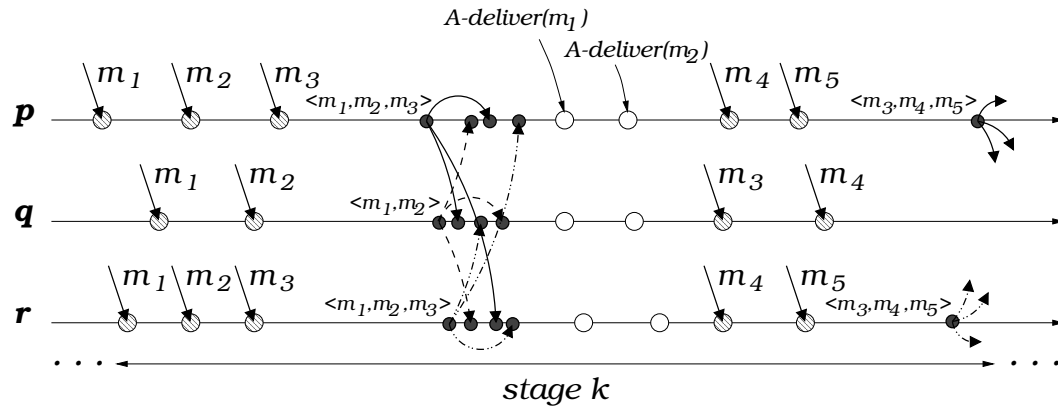 A-deliver(m1)
A-deliver(m2)
m1 m2 m3 <m1,m2,m3> m4 m5 <m3,m4,m5>
p
m1 m2 <m1,m2> m3 m4
q
m1 m2 m3 <m1,m2,m3> m4 m5 <m3,m4,m5>
r
. . . . . .
stage k